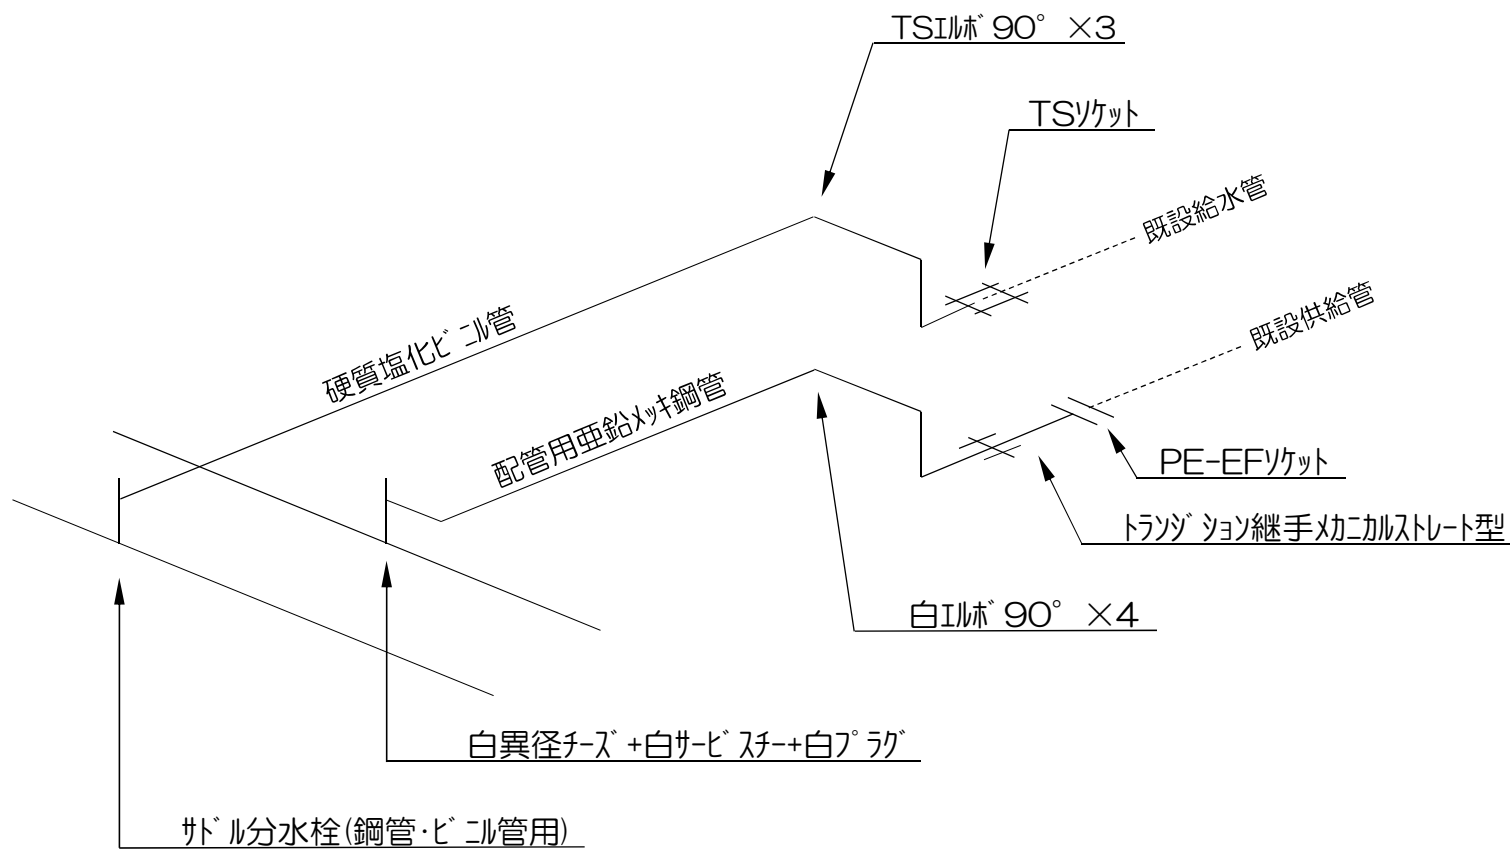 TSｴﾙﾎﾞ90°×3
TSｿｹｯﾄ
既設給水管
既設供給管
硬質塩化ﾋﾞﾆﾙ管
配管用亜鉛ﾒｯｷ鋼管
PE-EFｿｹｯﾄ
ﾄﾗﾝｼﾞｼｮﾝ継手ﾒｶﾆｶﾙｽﾄﾚｰﾄ型
白ｴﾙﾎﾞ90°×4
白異径ﾁｰｽﾞ+白ｻｰﾋﾞｽﾁｰ+白ﾌﾟﾗｸﾞ
ｻﾄﾞﾙ分水栓(鋼管･ﾋﾞﾆﾙ管用)